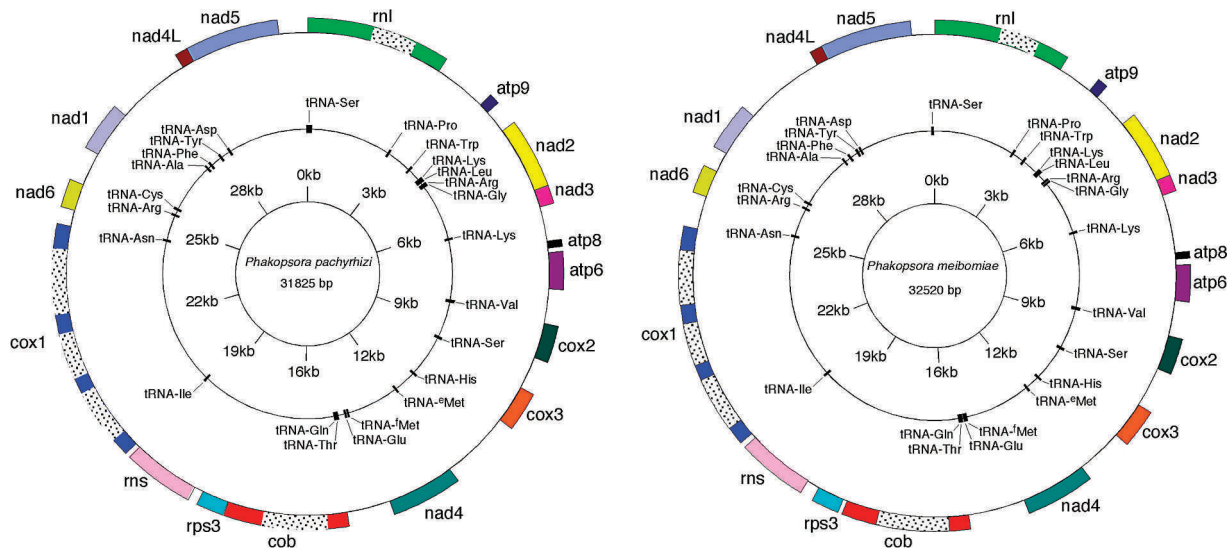 nad5
rnl
nad4L
atp9
nad1
nad2
nad3
nad6
atp8
atp6
cox1
cox2
cox3
rns
nad4
rps3
cob
tRNA-Ser
tRNA-Asp
tRNA-Tyr
tRNA-Phe
tRNA-Ala
tRNA-Pro
tRNA-Trp
tRNA-Lys
tRNA-Leu
tRNA-Arg
tRNA-Gly
tRNA-Cys
tRNA-Arg
tRNA-Asn
tRNA-Lys
tRNA-Val
tRNA-Ser
tRNA-His
tRNA-eMet
tRNA-Ile
tRNA-Gln
tRNA-fMet
tRNA-Thr
tRNA-Glu
0kb
3kb
6kb
9kb
12kb
16kb
19kb
22kb
25kb
28kb
Phakopsora pachyrhizi
31825 bp
nad5
rnl
nad4L
atp9
nad1
nad2
nad3
nad6
atp8
atp6
cox1
cox2
cox3
rns
nad4
rps3
cob
tRNA-Ser
tRNA-Asp
tRNA-Tyr
tRNA-Phe
tRNA-Ala
tRNA-Pro
tRNA-Trp
tRNA-Lys
tRNA-Leu
tRNA-Arg
tRNA-Gly
tRNA-Cys
tRNA-Arg
tRNA-Asn
tRNA-Lys
tRNA-Val
tRNA-Ser
tRNA-His
tRNA-eMet
tRNA-Ile
tRNA-Gln
tRNA-fMet
tRNA-Thr
tRNA-Glu
0kb
3kb
6kb
9kb
12kb
16kb
19kb
22kb
25kb
28kb
Phakopsora meibomiae
32520 bp